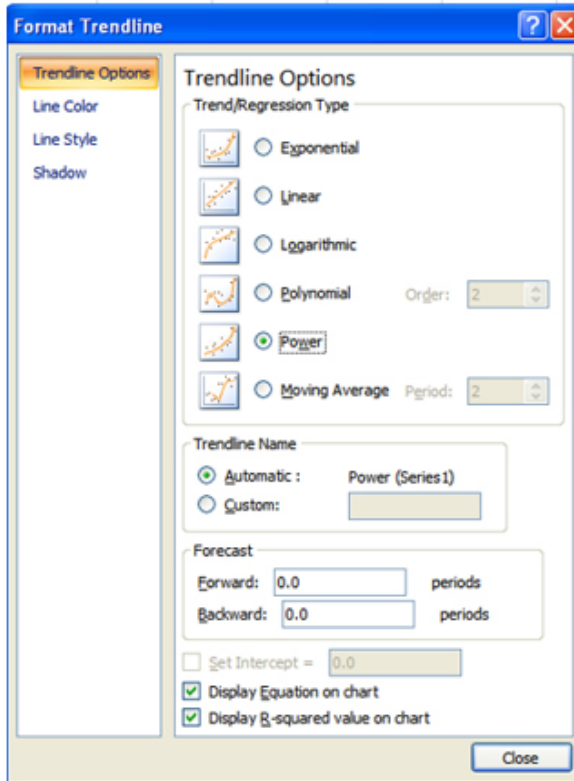 Format Trendline
Trendline Options
Line Color
Line Style
Shadow
Trendline Options
Trend/Regression Type
Exponential
Linear
Logarithmic
Polynomial Order: 2
Power
Moving Average Period: 2
Trendline Name
Automatic : Power (Series1)
Custom:
Forecast
Forward: 0.0 periods
Backward: 0.0 periods
Set Intercept = 0.0
Display Equation on chart
Display R-squared value on chart
Close